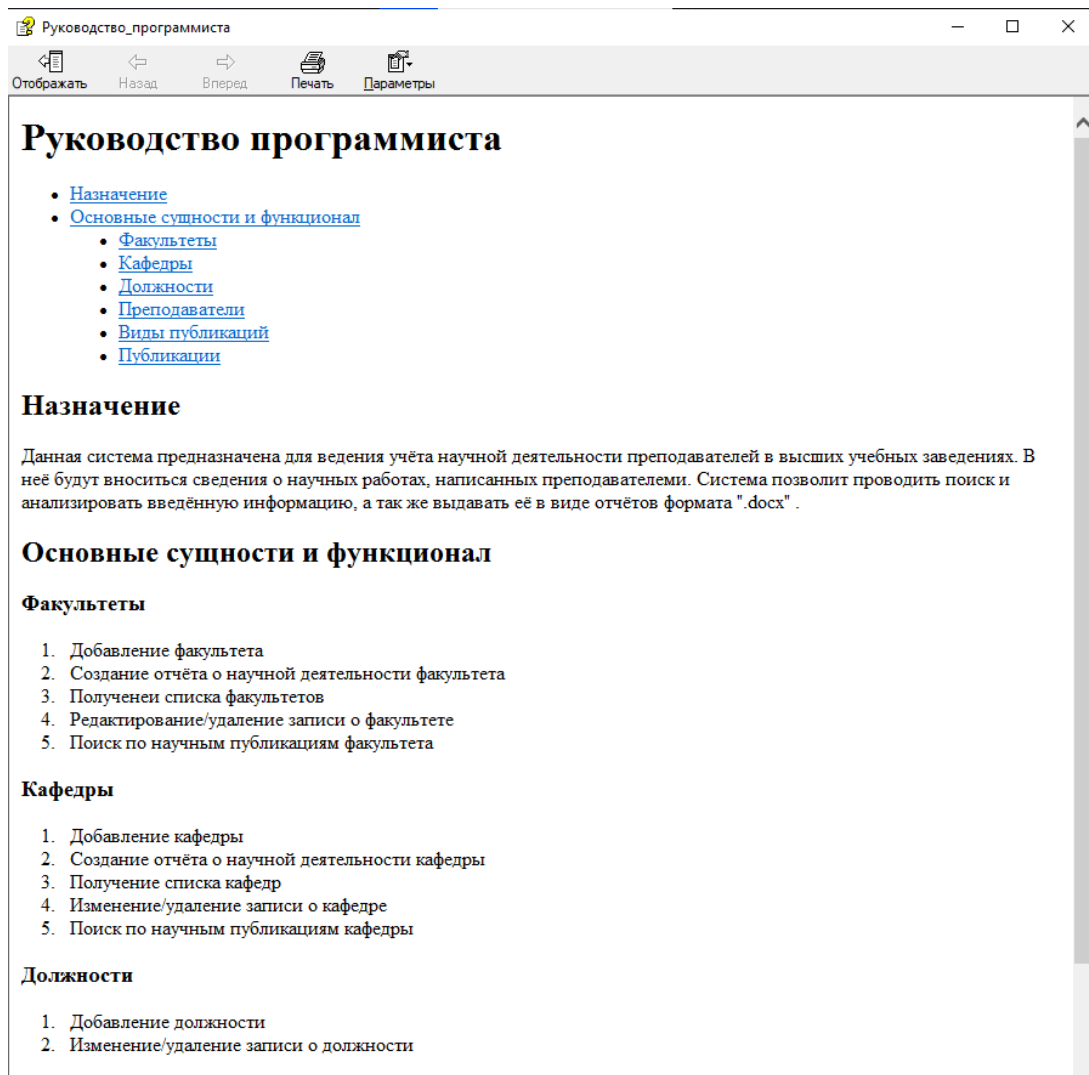 Руководство_программиста
Отображать Назад Вперед Печать Параметры
Руководство программиста
Назначение
Основные сущности и функционал
Факультеты
Кафедры
Должности
Преподаватели
Виды публикаций
Публикации
Назначение
Данная система предназначена для ведения учёта научной деятельности преподавателей в высших учебных заведениях. В
неё будут вноситься сведения о научных работах, написанных преподавателеми. Система позволит проводить поиск и
анализировать введённую информацию, а так же выдавать её в виде отчётов формата ".docx" .
Основные сущности и функционал
Факультеты
1. Добавление факультета
2. Создание отчёта о научной деятельности факультета
3. Полученеи списка факультетов
4. Редактирование/удаление записи о факультете
5. Поиск по научным публикациям факультета
Кафедры
1. Добавление кафедры
2. Создание отчёта о научной деятельности кафедры
3. Получение списка кафедр
4. Изменение/удаление записи о кафедре
5. Поиск по научным публикациям кафедры
Должности
1. Добавление должности
2. Изменение/удаление записи о должности